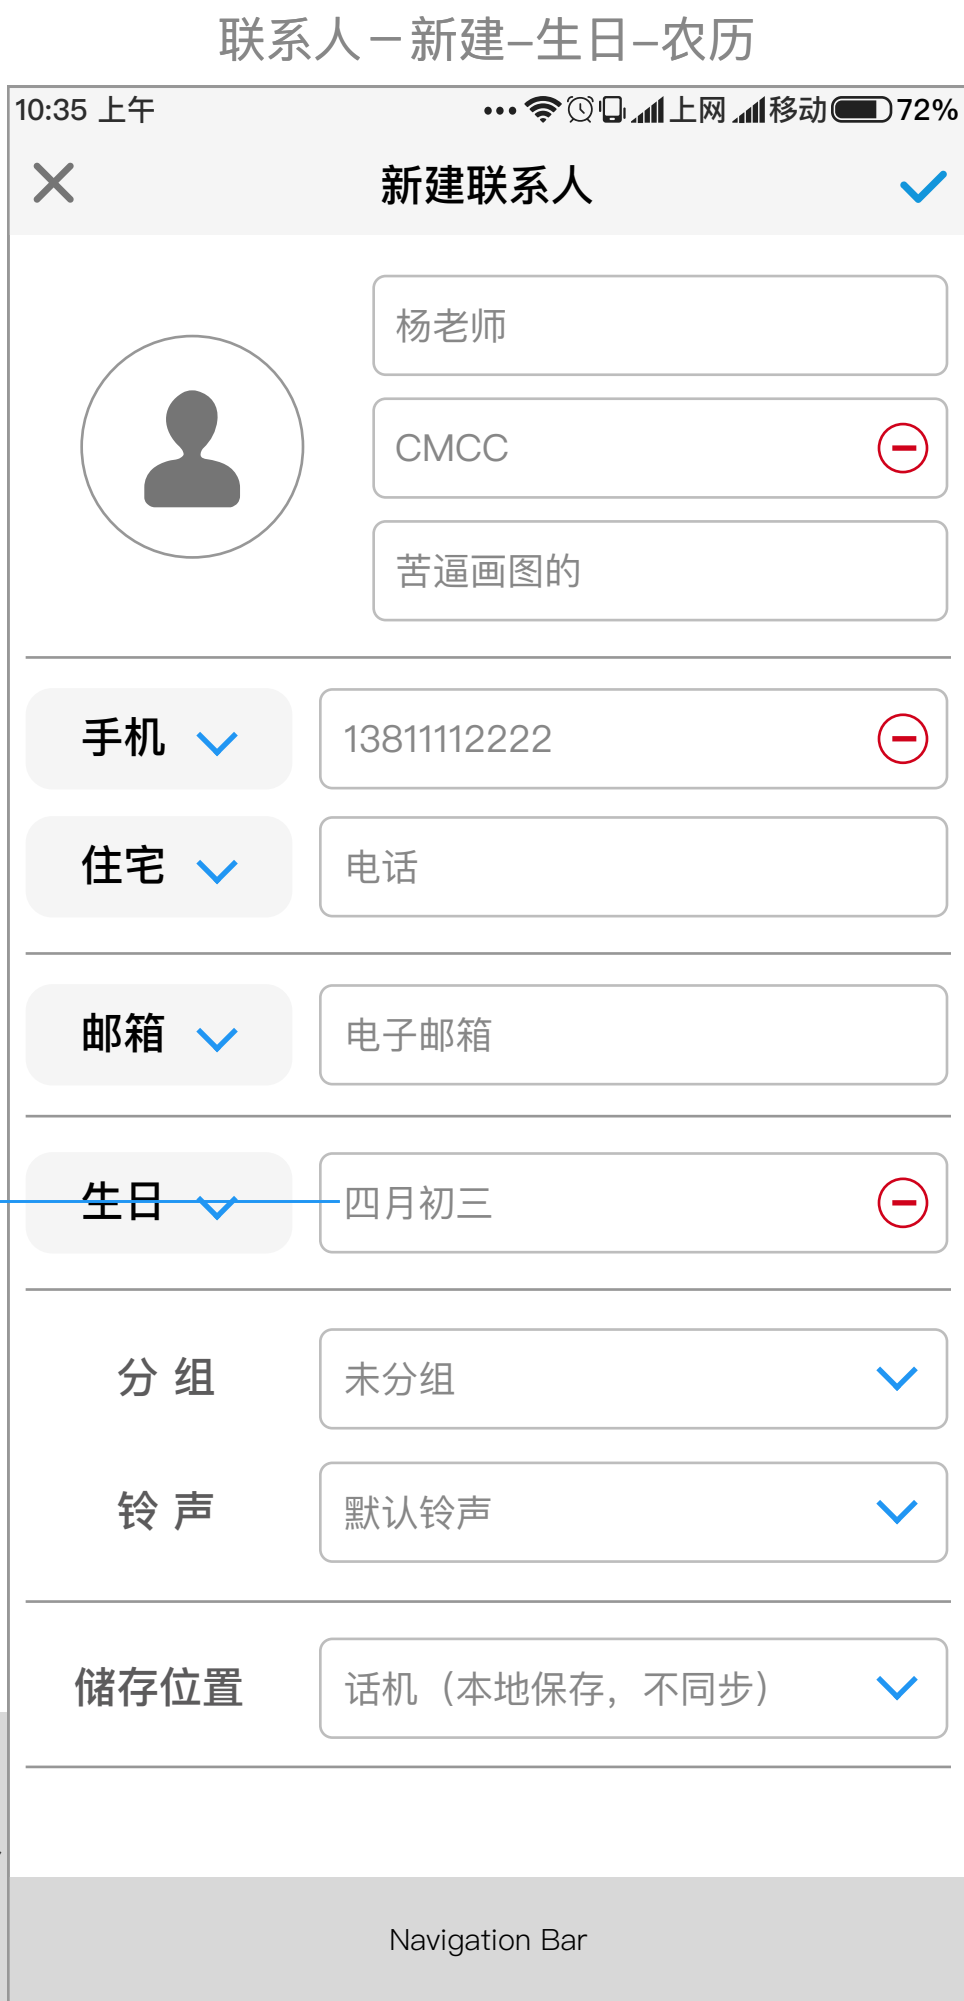 联系人－新建–生日–农历
10:35 上午 上网 移动 72%
新建联系人
杨老师
CMCC
苦逼画图的
手机 13811112222
住宅 电话
邮箱 电子邮箱
生日 四月初三
分 组 未分组
铃 声 默认铃声
储存位置 话机（本地保存，不同步）
Navigation Bar